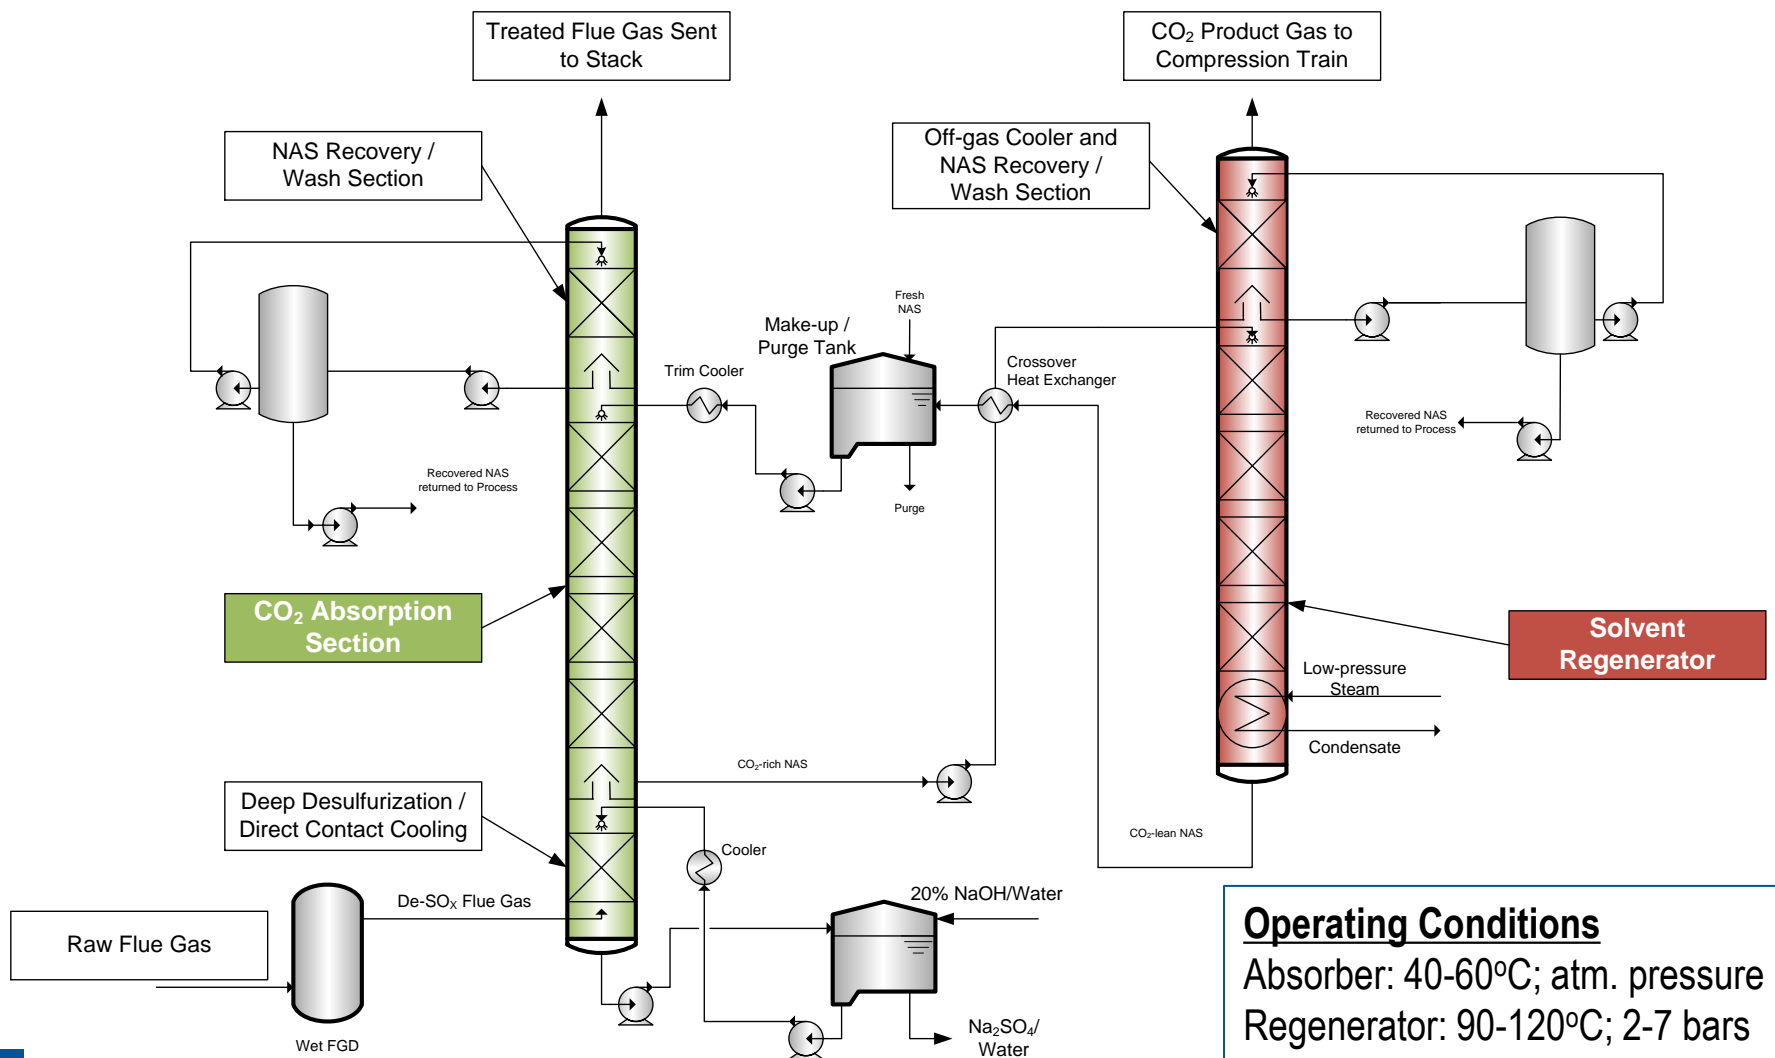 Treated Flue Gas Sent
to Stack
CO₂ Product Gas to
Compression Train
NAS Recovery /
Wash Section
Off-gas Cooler and
NAS Recovery /
Wash Section
Fresh
NAS
Make-up /
Purge Tank
Trim Cooler
Crossover
Heat Exchanger
Recovered NAS
returned to Process
Recovered NAS
returned to Process
Purge
CO₂ Absorption
Section
Solvent
Regenerator
Low-pressure
Steam
Condensate
CO₂-rich NAS
Deep Desulfurization /
Direct Contact Cooling
CO₂-lean NAS
Cooler
De-SOₓ Flue Gas
20% NaOH/Water
Raw Flue Gas
Wet FGD
Na₂SO₄/
Water
Operating Conditions
Absorber: 40-60ºC; atm. pressure
Regenerator: 90-120ºC; 2-7 bars